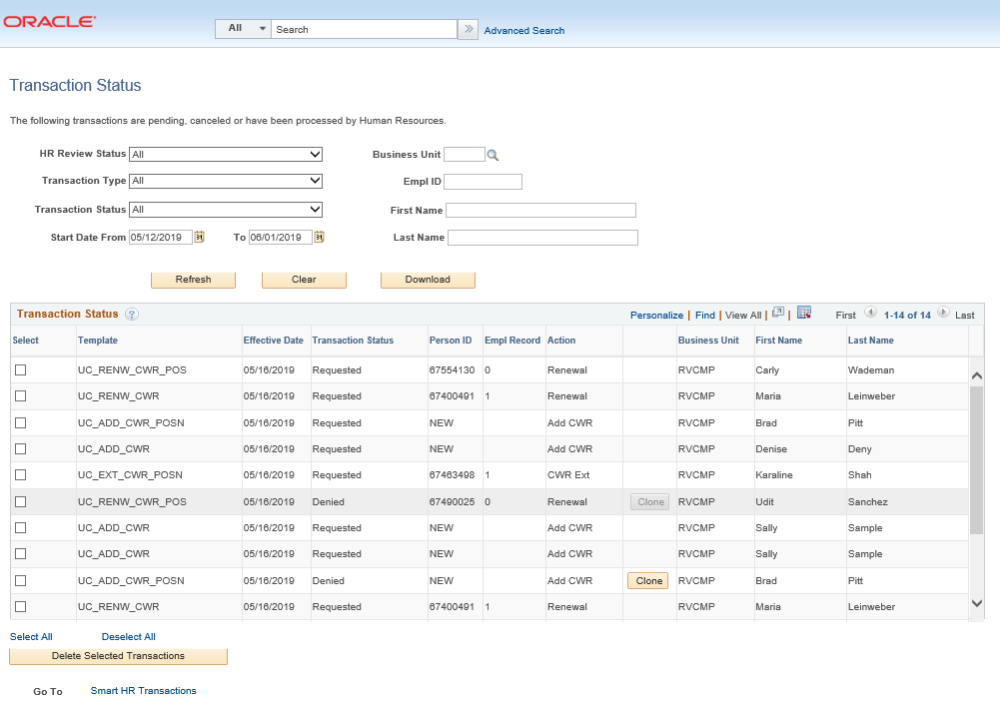 ORACLE
All Search » Advanced Search
Transaction Status
The following transactions are pending, canceled or have been processed by Human Resources.
HR Review Status All Business Unit
Transaction Type All Empl ID
Transaction Status All First Name
Start Date From 05/12/2019 31 To 06/01/2019 31 Last Name
Refresh Clear Download
Transaction Status ? Personalize | Find | View All | | First 1-14 of 14 Last
Select Template Effective Date Transaction Status Person ID Empl Record Action Business Unit First Name Last Name
UC_RENW_CWR_POS 05/16/2019 Requested 67554130 0 Renewal RVCMP Carly Wademan
UC_RENW_CWR 05/16/2019 Requested 67400491 1 Renewal RVCMP Maria Leinweber
UC_ADD_CWR_POSN 05/16/2019 Requested NEW Add CWR RVCMP Brad Pitt
UC_ADD_CWR 05/16/2019 Requested NEW Add CWR RVCMP Denise Deny
UC_EXT_CWR_POSN 05/16/2019 Requested 67463498 1 CWR Ext RVCMP Karaline Shah
UC_RENW_CWR_POS 05/16/2019 Denied 67490025 0 Renewal Clone RVCMP Udit Sanchez
UC_ADD_CWR 05/16/2019 Requested NEW Add CWR RVCMP Sally Sample
UC_ADD_CWR 05/16/2019 Requested NEW Add CWR RVCMP Sally Sample
UC_ADD_CWR_POSN 05/16/2019 Denied NEW Add CWR Clone RVCMP Brad Pitt
UC_RENW_CWR 05/16/2019 Requested 67400491 1 Renewal RVCMP Maria Leinweber
Select All Deselect All
Delete Selected Transactions
Go To Smart HR Transactions